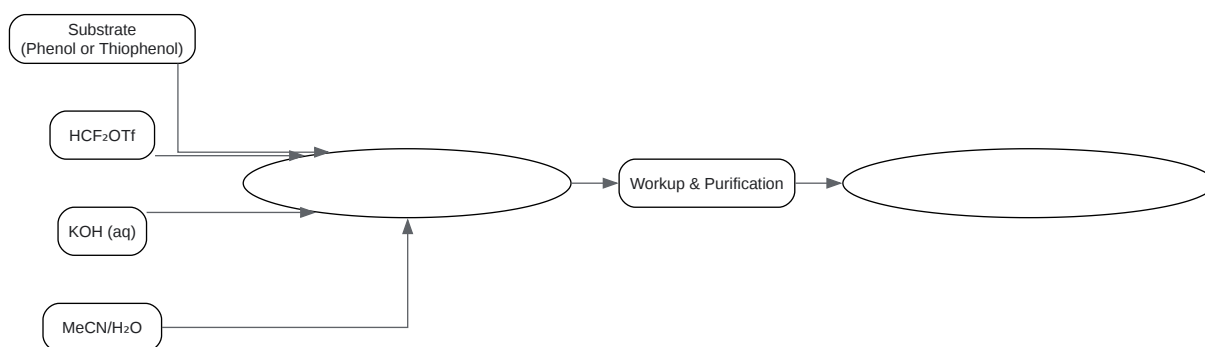 Substrate
(Phenol or Thiophenol)
HCF₂OTf
KOH (aq)
MeCN/H₂O
Workup & Purification